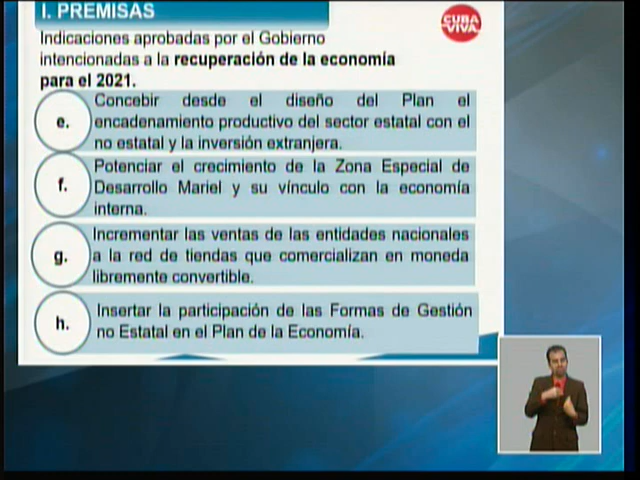 I. PREMISAS
CUBA
VIVA
Indicaciones aprobadas por el Gobierno
intencionadas a la recuperación de la economía
para el 2021.
e.
Concebir desde el diseño del Plan el
encadenamiento productivo del sector estatal con el
no estatal y la inversión extranjera.
f.
Potenciar el crecimiento de la Zona Especial de
Desarrollo Mariel y su vínculo con la economía
interna.
g.
Incrementar las ventas de las entidades nacionales
a la red de tiendas que comercializan en moneda
libremente convertible.
h.
Insertar la participación de las Formas de Gestión
no Estatal en el Plan de la Economía.